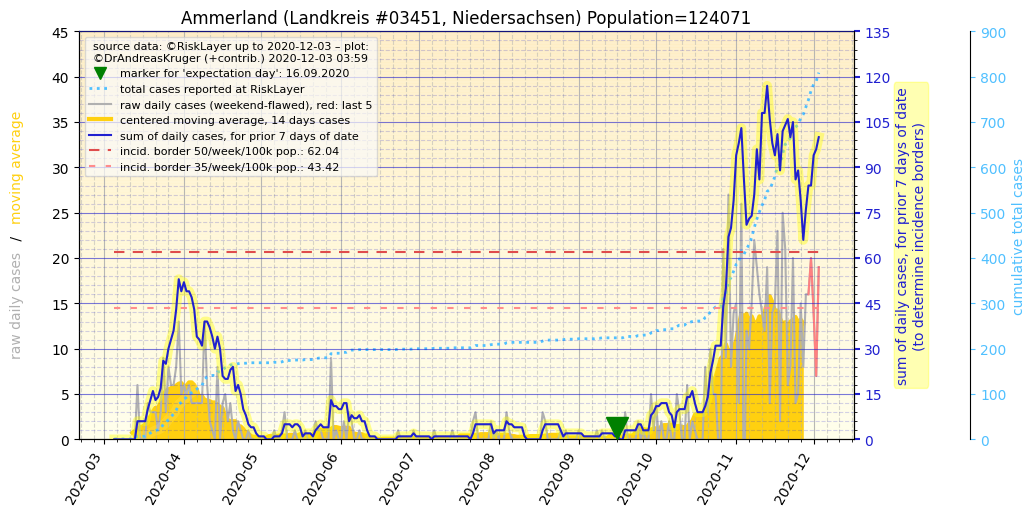 Ammerland (Landkreis #03451, Niedersachsen) Population=124071
source data: ©RiskLayer up to 2020-12-03 – plot:
©DrAndreasKruger (+contrib.) 2020-12-03 03:59
marker for 'expectation day': 16.09.2020
total cases reported at RiskLayer
raw daily cases (weekend-flawed), red: last 5
centered moving average, 14 days cases
sum of daily cases, for prior 7 days of date
incid. border 50/week/100k pop.: 62.04
incid. border 35/week/100k pop.: 43.42
raw daily cases / moving average
45
40
35
30
25
20
15
10
5
0
2020-03
2020-04
2020-05
2020-06
2020-07
2020-08
2020-09
2020-10
2020-11
2020-12
135
120
105
90
75
60
45
30
15
0
sum of daily cases, for prior 7 days of date
(to determine incidence borders)
900
800
700
600
500
400
300
200
100
0
cumulative total cases